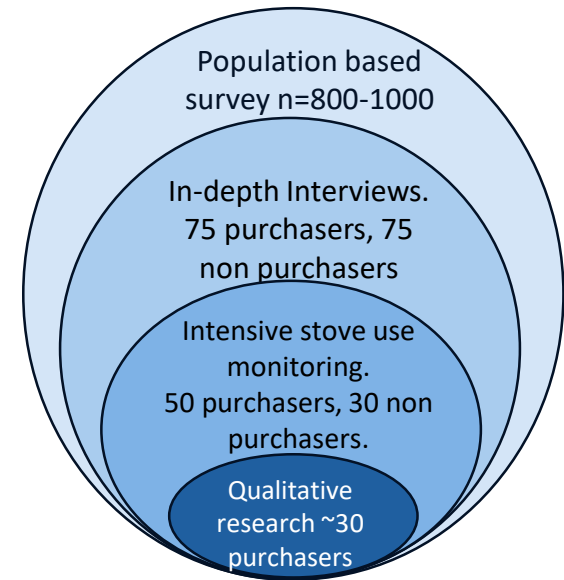 Population based
survey n=800-1000
In-depth Interviews.
75 purchasers, 75
non purchasers
Intensive stove use
monitoring.
50 purchasers, 30 non
purchasers.
Qualitative
research ~30
purchasers